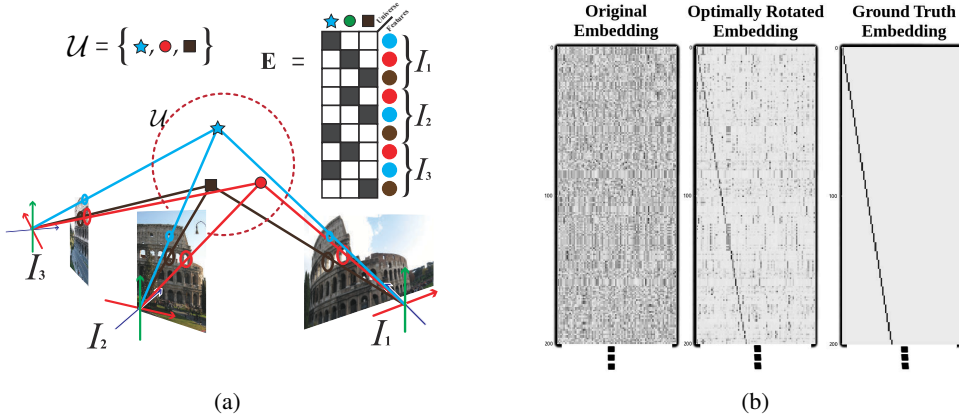 𝒰 = { ★, ●, ■ }
E =
Universe
Features
I₁
I₂
I₃
𝒰
I₃
I₂
I₁
(a)
Original
Embedding
Optimally Rotated
Embedding
Ground Truth
Embedding
0
100
200
0
100
200
0
100
200
(b)